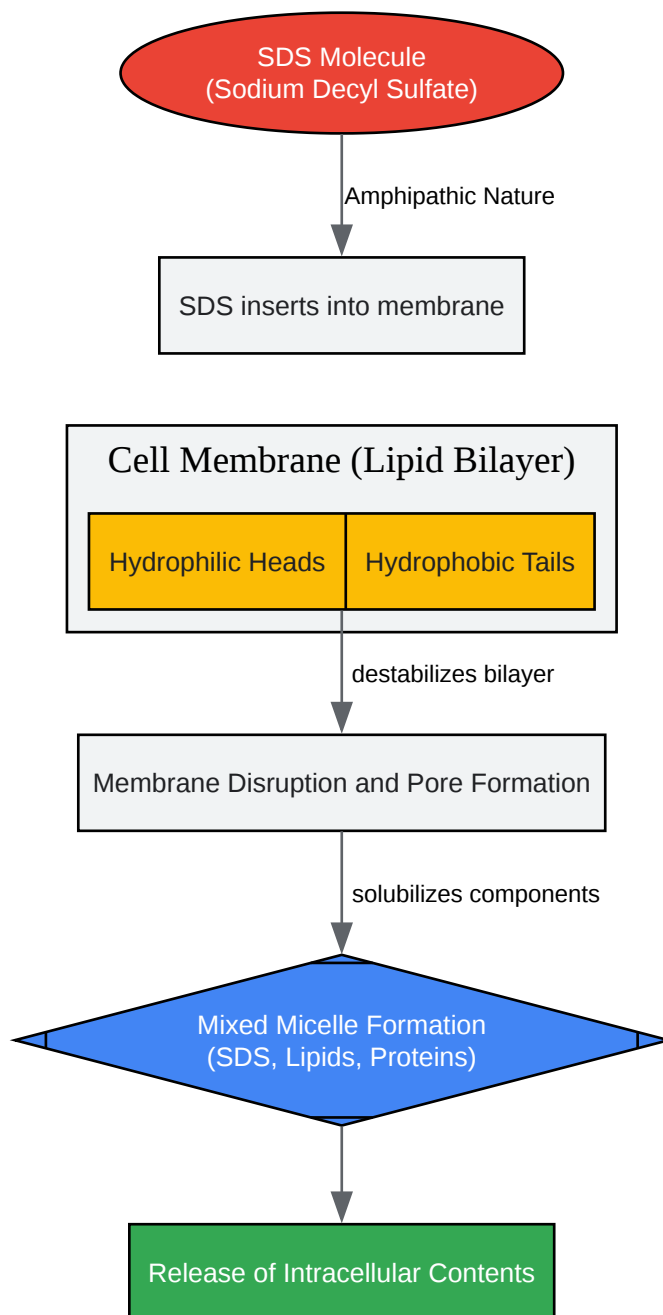 SDS Molecule
(Sodium Decyl Sulfate)
Amphipathic Nature
SDS inserts into membrane
Cell Membrane (Lipid Bilayer)
Hydrophilic Heads
Hydrophobic Tails
destabilizes bilayer
Membrane Disruption and Pore Formation
solubilizes components
Mixed Micelle Formation
(SDS, Lipids, Proteins)
Release of Intracellular Contents